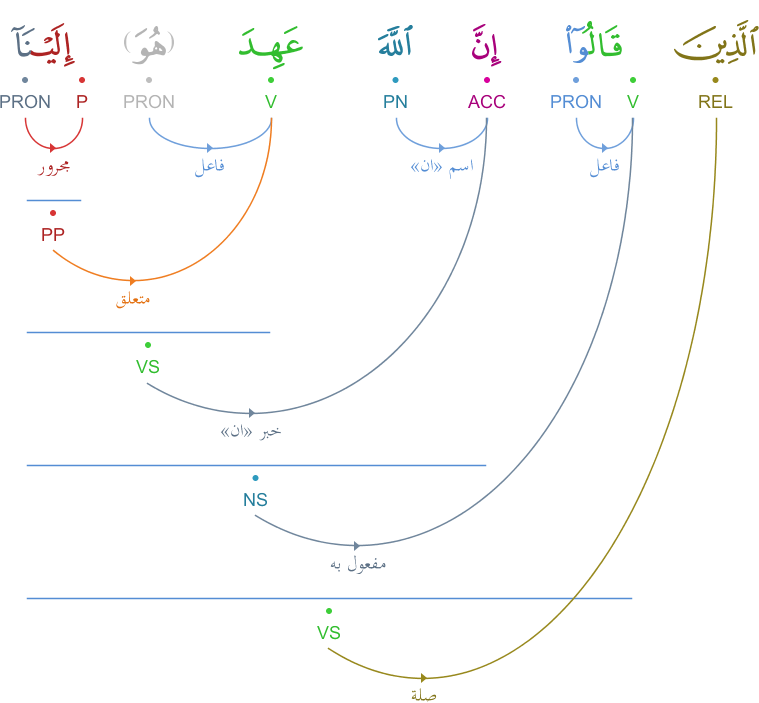 ٱلَّذِينَ قَالُوٓا۟ إِنَّ ٱللَّهَ عَهِدَ (هُوَ) إِلَيْنَآ
REL V PRON ACC PN V PRON P PRON
فاعل اسم «ان» فاعل مجرور
PP
متعلق
VS
خبر «ان»
NS
مفعول به
VS
صلة